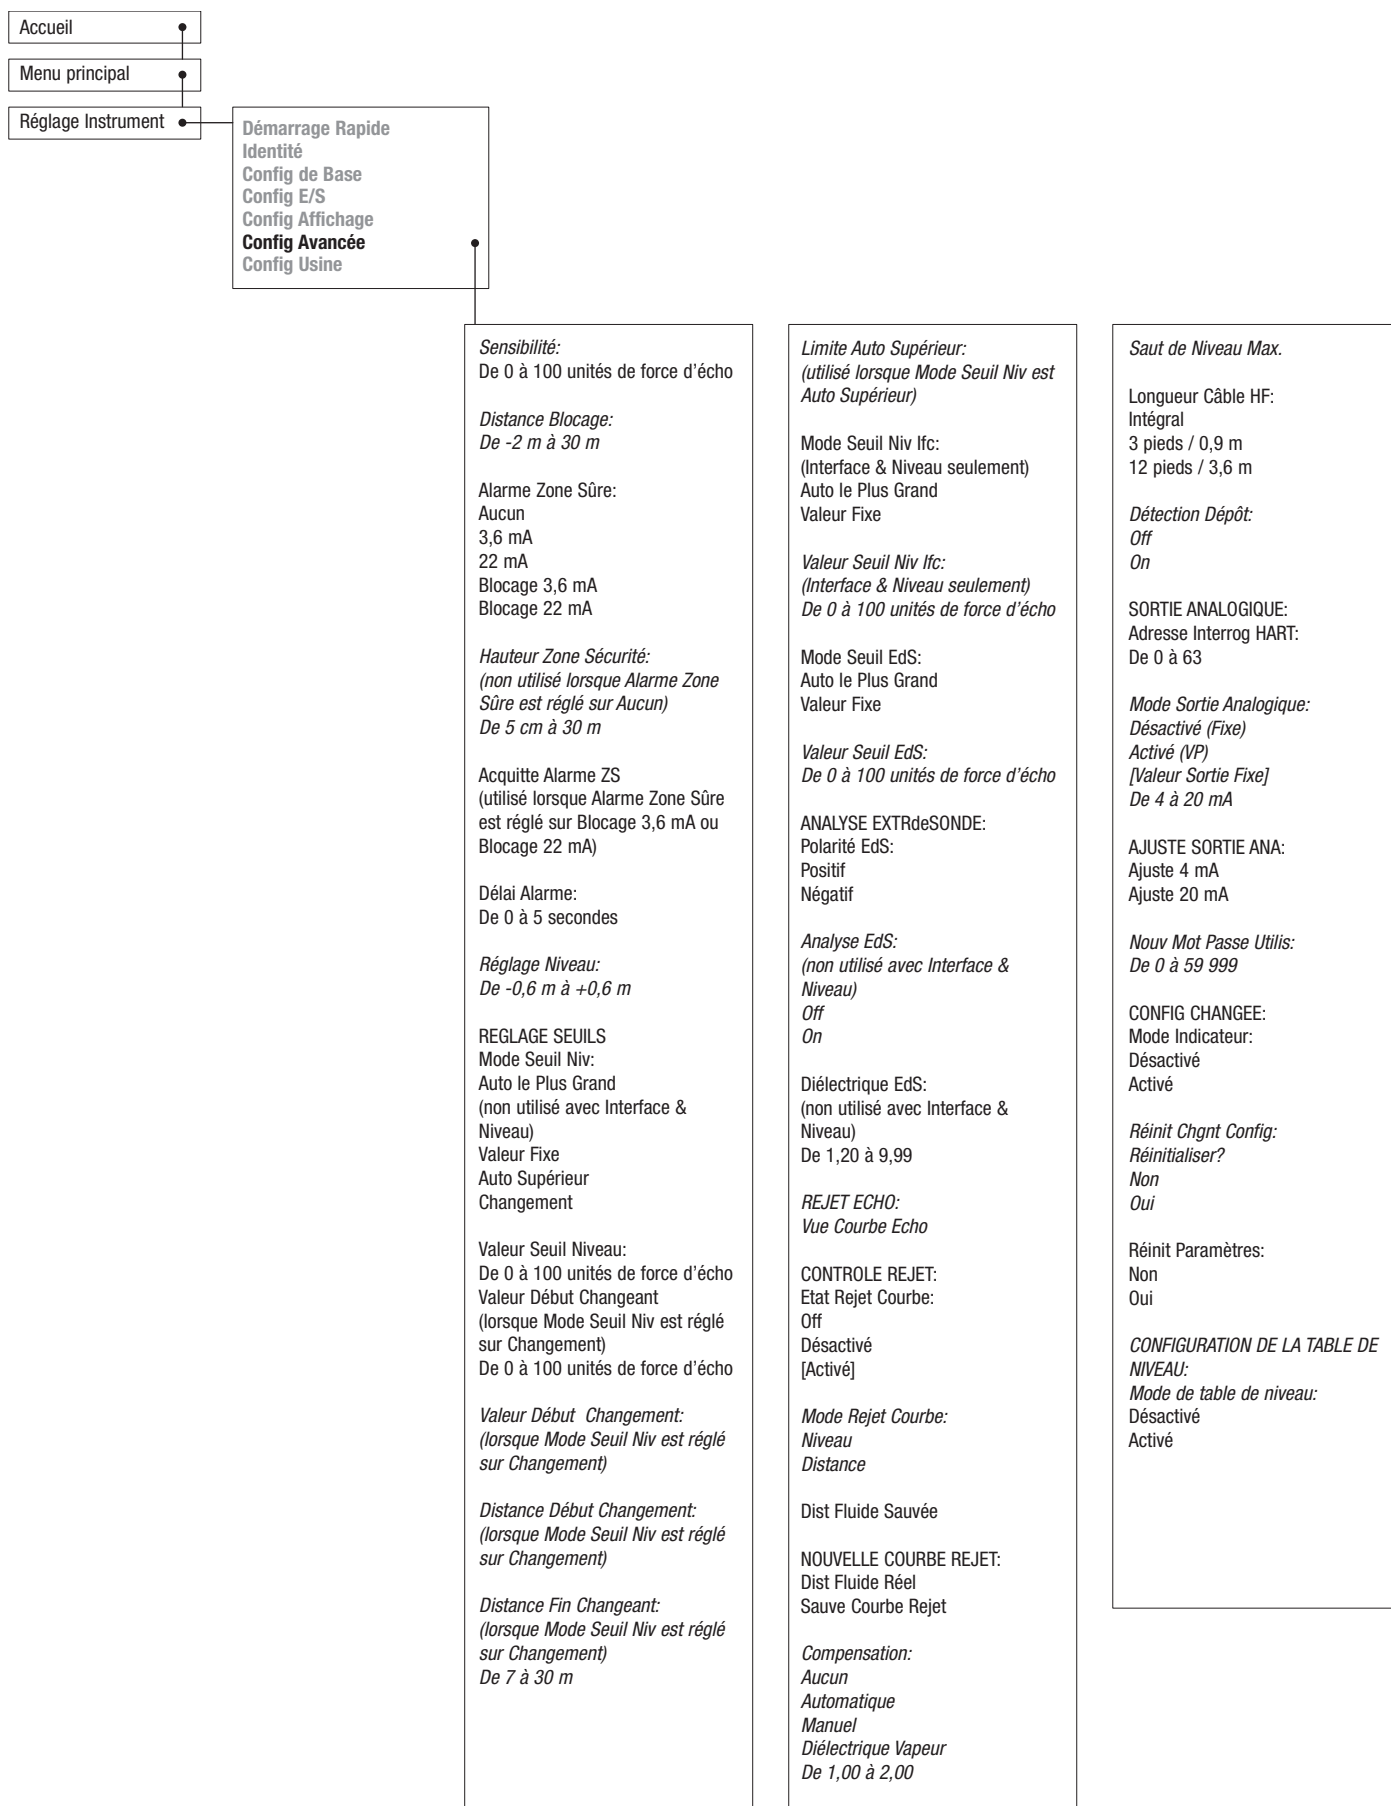 Accueil
Menu principal
Réglage Instrument
Démarrage Rapide
Identité
Config de Base
Config E/S
Config Affichage
Config Avancée
Config Usine
Sensibilité:
De 0 à 100 unités de force d'écho
Distance Blocage:
De -2 m à 30 m
Alarme Zone Sûre:
Aucun
3,6 mA
22 mA
Blocage 3,6 mA
Blocage 22 mA
Hauteur Zone Sécurité:
(non utilisé lorsque Alarme Zone
Sûre est réglé sur Aucun)
De 5 cm à 30 m
Acquitte Alarme ZS
(utilisé lorsque Alarme Zone Sûre
est réglé sur Blocage 3,6 mA ou
Blocage 22 mA)
Délai Alarme:
De 0 à 5 secondes
Réglage Niveau:
De -0,6 m à +0,6 m
REGLAGE SEUILS
Mode Seuil Niv:
Auto le Plus Grand
(non utilisé avec Interface &
Niveau)
Valeur Fixe
Auto Supérieur
Changement
Valeur Seuil Niveau:
De 0 à 100 unités de force d'écho
Valeur Début Changeant
(lorsque Mode Seuil Niv est réglé
sur Changement)
De 0 à 100 unités de force d'écho
Valeur Début  Changement:
(lorsque Mode Seuil Niv est réglé
sur Changement)
Distance Début Changement:
(lorsque Mode Seuil Niv est réglé
sur Changement)
Distance Fin Changeant:
(lorsque Mode Seuil Niv est réglé
sur Changement)
De 7 à 30 m
Limite Auto Supérieur:
(utilisé lorsque Mode Seuil Niv est
Auto Supérieur)
Mode Seuil Niv Ifc:
(Interface & Niveau seulement)
Auto le Plus Grand
Valeur Fixe
Valeur Seuil Niv Ifc:
(Interface & Niveau seulement)
De 0 à 100 unités de force d'écho
Mode Seuil EdS:
Auto le Plus Grand
Valeur Fixe
Valeur Seuil EdS:
De 0 à 100 unités de force d'écho
ANALYSE EXTRdeSONDE:
Polarité EdS:
Positif
Négatif
Analyse EdS:
(non utilisé avec Interface &
Niveau)
Off
On
Diélectrique EdS:
(non utilisé avec Interface &
Niveau)
De 1,20 à 9,99
REJET ECHO:
Vue Courbe Echo
CONTROLE REJET:
Etat Rejet Courbe:
Off
Désactivé
[Activé]
Mode Rejet Courbe:
Niveau
Distance
Dist Fluide Sauvée
NOUVELLE COURBE REJET:
Dist Fluide Réel
Sauve Courbe Rejet
Compensation:
Aucun
Automatique
Manuel
Diélectrique Vapeur
De 1,00 à 2,00
Saut de Niveau Max.
Longueur Câble HF:
Intégral
3 pieds / 0,9 m
12 pieds / 3,6 m
Détection Dépôt:
Off
On
SORTIE ANALOGIQUE:
Adresse Interrog HART:
De 0 à 63
Mode Sortie Analogique:
Désactivé (Fixe)
Activé (VP)
[Valeur Sortie Fixe]
De 4 à 20 mA
AJUSTE SORTIE ANA:
Ajuste 4 mA
Ajuste 20 mA
Nouv Mot Passe Utilis:
De 0 à 59 999
CONFIG CHANGEE:
Mode Indicateur:
Désactivé
Activé
Réinit Chgnt Config:
Réinitialiser?
Non
Oui
Réinit Paramètres:
Non
Oui
CONFIGURATION DE LA TABLE DE
NIVEAU:
Mode de table de niveau:
Désactivé
Activé